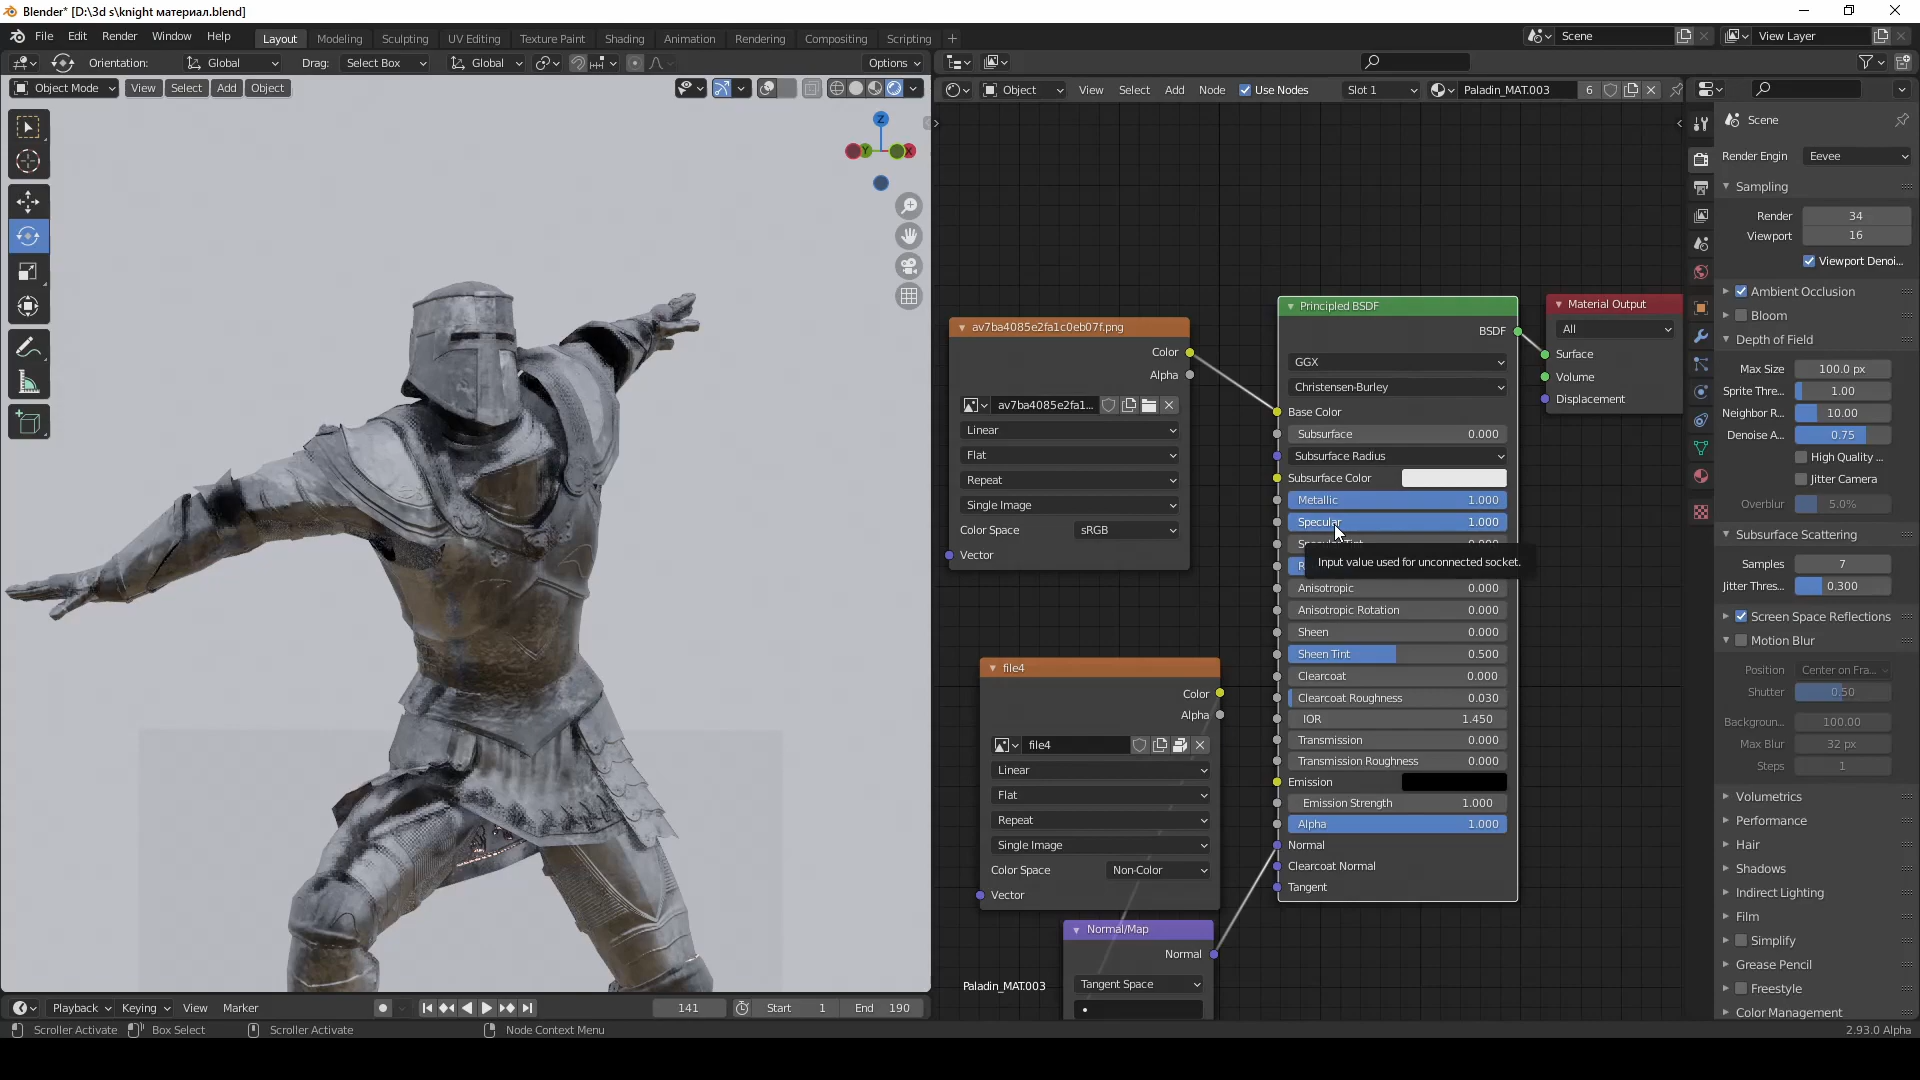 Blender* [D:\3d s\knight материал.blend]
File Edit Render Window Help
Layout Modeling Sculpting UV Editing Texture Paint Shading Animation Rendering Compositing Scripting +
Scene View Layer
Orientation: Global Drag: Select Box Global Options
Object Mode View Select Add Object
Object View Select Add Node Use Nodes Slot 1 Paladin_MAT.003 6
Z
Y X
Scene
Render Engin Eevee
Sampling
Render 34
Viewport 16
Viewport Denoi...
Ambient Occlusion
Bloom
Depth of Field
Max Size 100.0 px
Sprite Thre... 1.00
Neighbor R... 10.00
Denoise A... 0.75
High Quality ...
Jitter Camera
Overblur 5.0%
Subsurface Scattering
Samples 7
Jitter Thres... 0.300
Screen Space Reflections
Motion Blur
Position Center on Fra...
Shutter 0.50
Backgroun... 100.00
Max Blur 32 px
Steps 1
Volumetrics
Performance
Hair
Shadows
Indirect Lighting
Film
Simplify
Grease Pencil
Freestyle
Color Management
av7ba4085e2fa1c0eb07f.png
Color
Alpha
av7ba4085e2fa1...
Linear
Flat
Repeat
Single Image
Color Space sRGB
Vector
file4
Color
Alpha
file4
Linear
Flat
Repeat
Single Image
Color Space Non-Color
Vector
Normal/Map
Normal
Tangent Space
Paladin_MAT.003
Principled BSDF
BSDF
GGX
Christensen-Burley
Base Color
Subsurface 0.000
Subsurface Radius
Subsurface Color
Metallic 1.000
Specular 1.000
Specular Tint 0.000
R
Input value used for unconnected socket.
Anisotropic 0.000
Anisotropic Rotation 0.000
Sheen 0.000
Sheen Tint 0.500
Clearcoat 0.000
Clearcoat Roughness 0.030
IOR 1.450
Transmission 0.000
Transmission Roughness 0.000
Emission
Emission Strength 1.000
Alpha 1.000
Normal
Clearcoat Normal
Tangent
Material Output
All
Surface
Volume
Displacement
Playback Keying View Marker 141 Start 1 End 190
Scroller Activate Box Select Scroller Activate Node Context Menu 2.93.0 Alpha